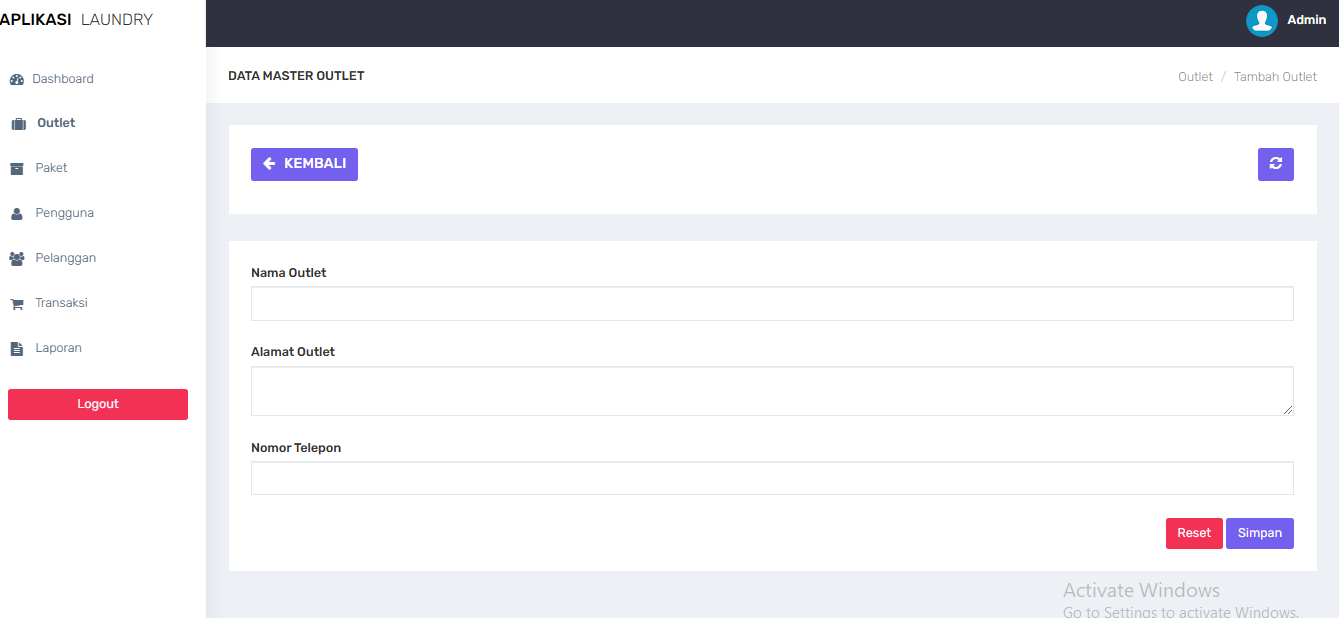 APLIKASI LAUNDRY
Admin
Dashboard
Outlet
Paket
Pengguna
Pelanggan
Transaksi
Laporan
Logout
DATA MASTER OUTLET
Outlet / Tambah Outlet
KEMBALI
Nama Outlet
Alamat Outlet
Nomor Telepon
Reset Simpan
Activate Windows
Go to Settings to activate Windows.